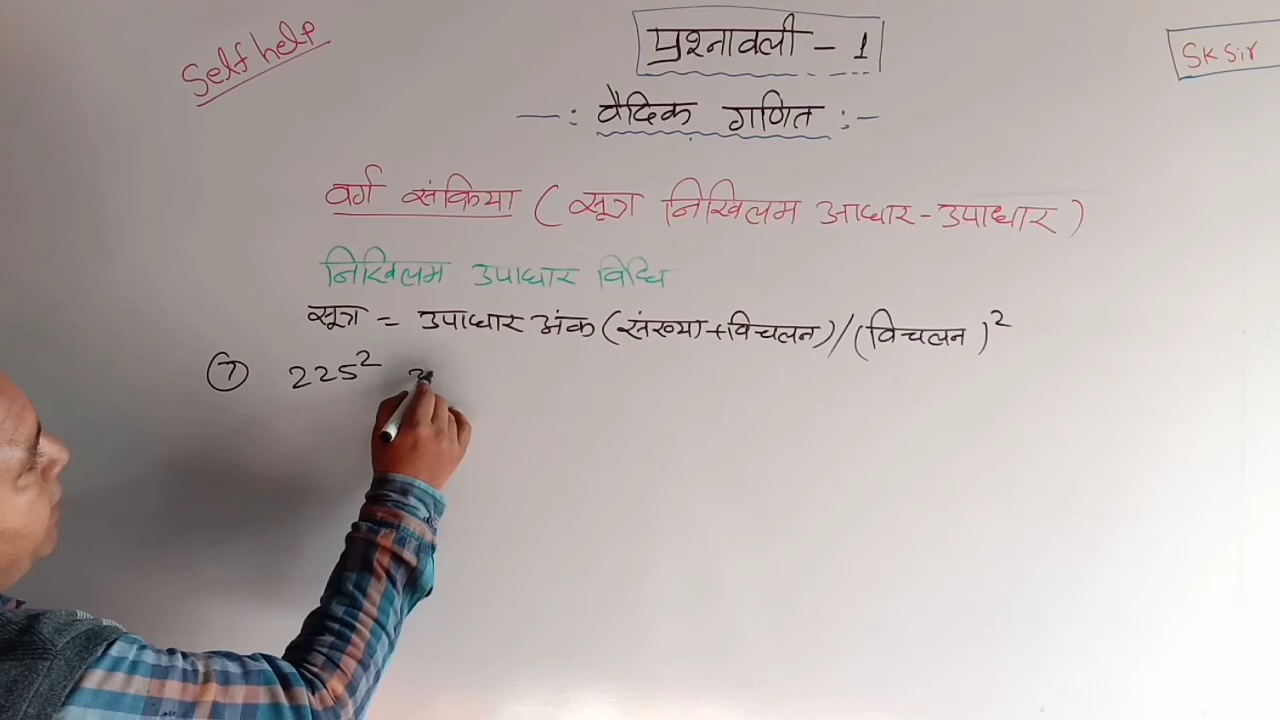 Self help
प्रश्नावली - 1
SK Sir
-: वैदिक गणित :-
वर्ग संक्रिया ( सूत्र निखिलम आधार - उपाधार )
निखिलम उपाधार विधि
सूत्र = उपाधार अंक (संख्या + विचलन) / (विचलन)²
⑦ 225²